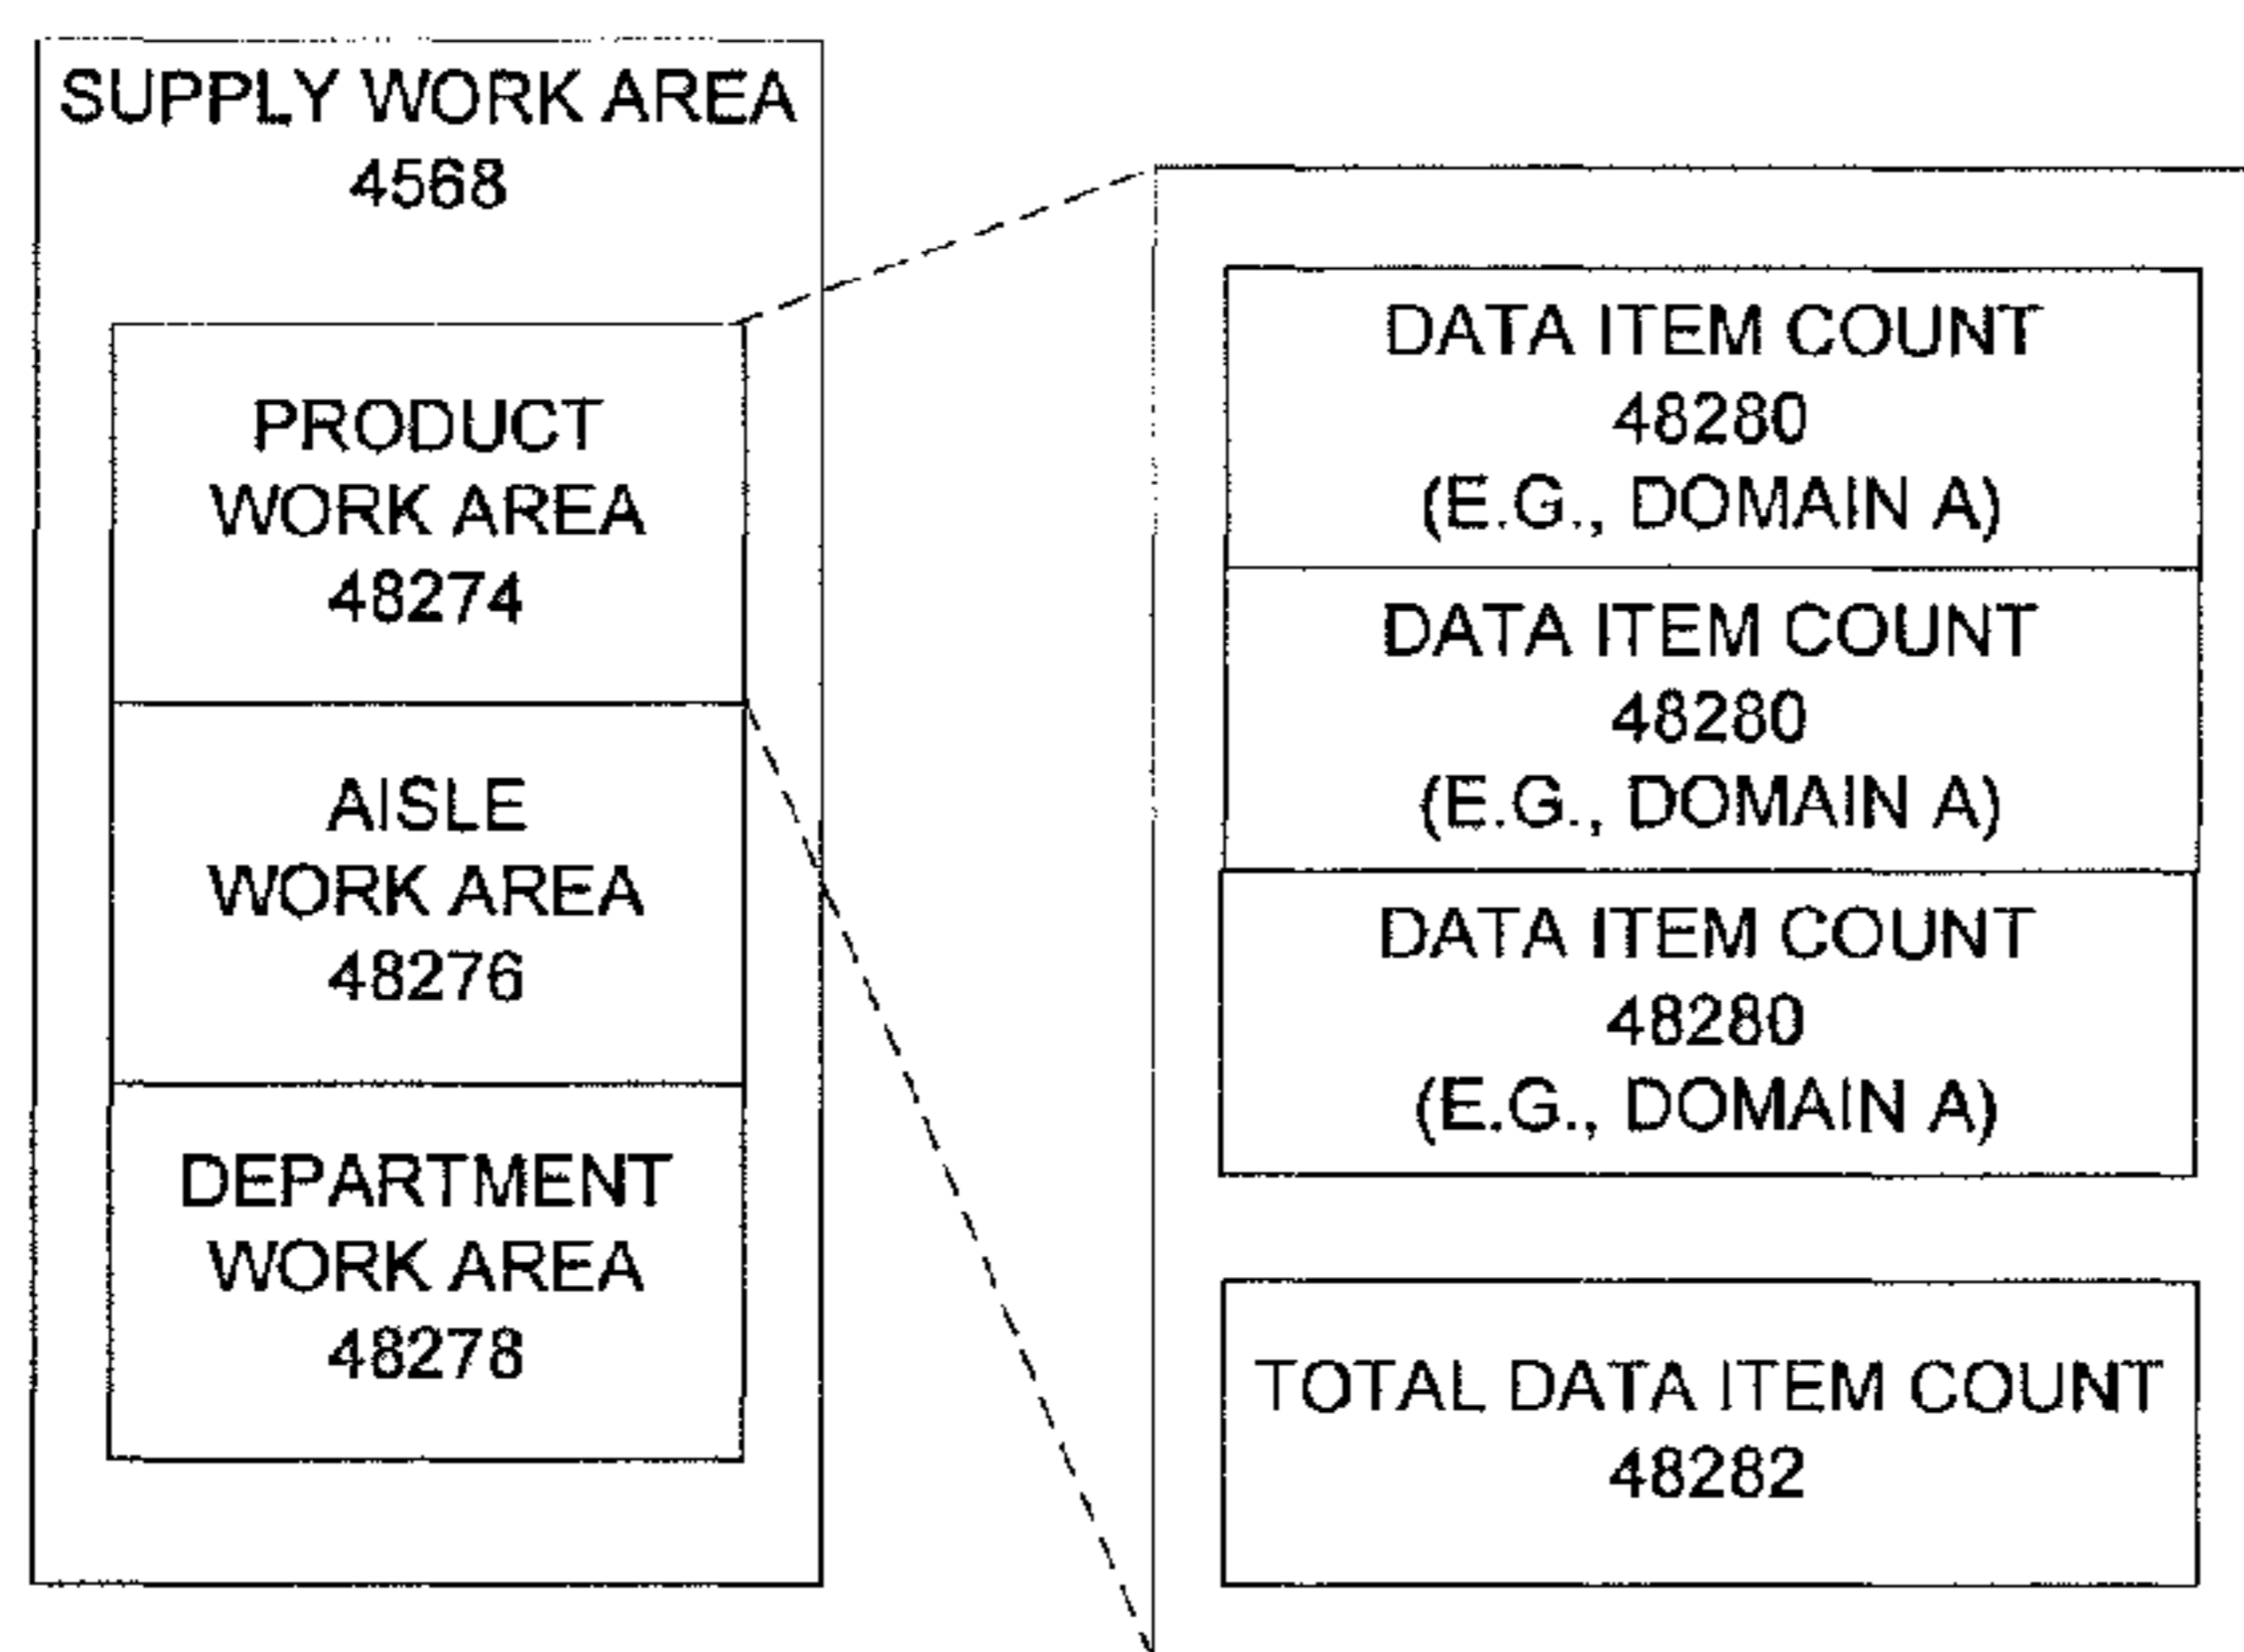 SUPPLY WORK AREA
4568
PRODUCT
WORK AREA
48274
AISLE
WORK AREA
48276
DEPARTMENT
WORK AREA
48278
DATA ITEM COUNT
48280
(E.G., DOMAIN A)
DATA ITEM COUNT
48280
(E.G., DOMAIN A)
DATA ITEM COUNT
48280
(E.G., DOMAIN A)
TOTAL DATA ITEM COUNT
48282